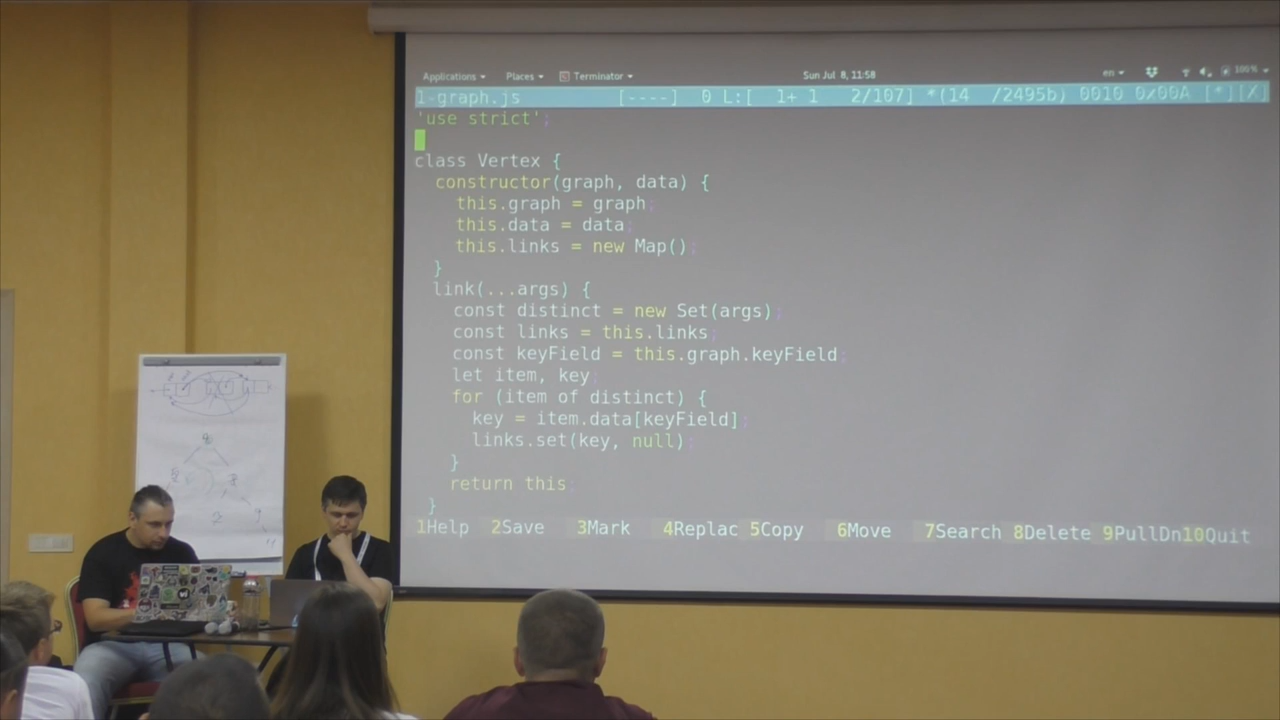 Applications Places Terminator Sun Jul 8, 11:58 en 100%
1-graph.js [----] 0 L:[ 1+ 1 2/107] *(14 /2495b) 0010 0x00A [*][X]
'use strict';
class Vertex {
constructor(graph, data) {
this.graph = graph;
this.data = data;
this.links = new Map();
}
link(...args) {
const distinct = new Set(args);
const links = this.links;
const keyField = this.graph.keyField;
let item, key;
for (item of distinct) {
key = item.data[keyField];
links.set(key, null);
}
return this;
}
1Help 2Save 3Mark 4Replac 5Copy 6Move 7Search 8Delete 9PullDn 10Quit